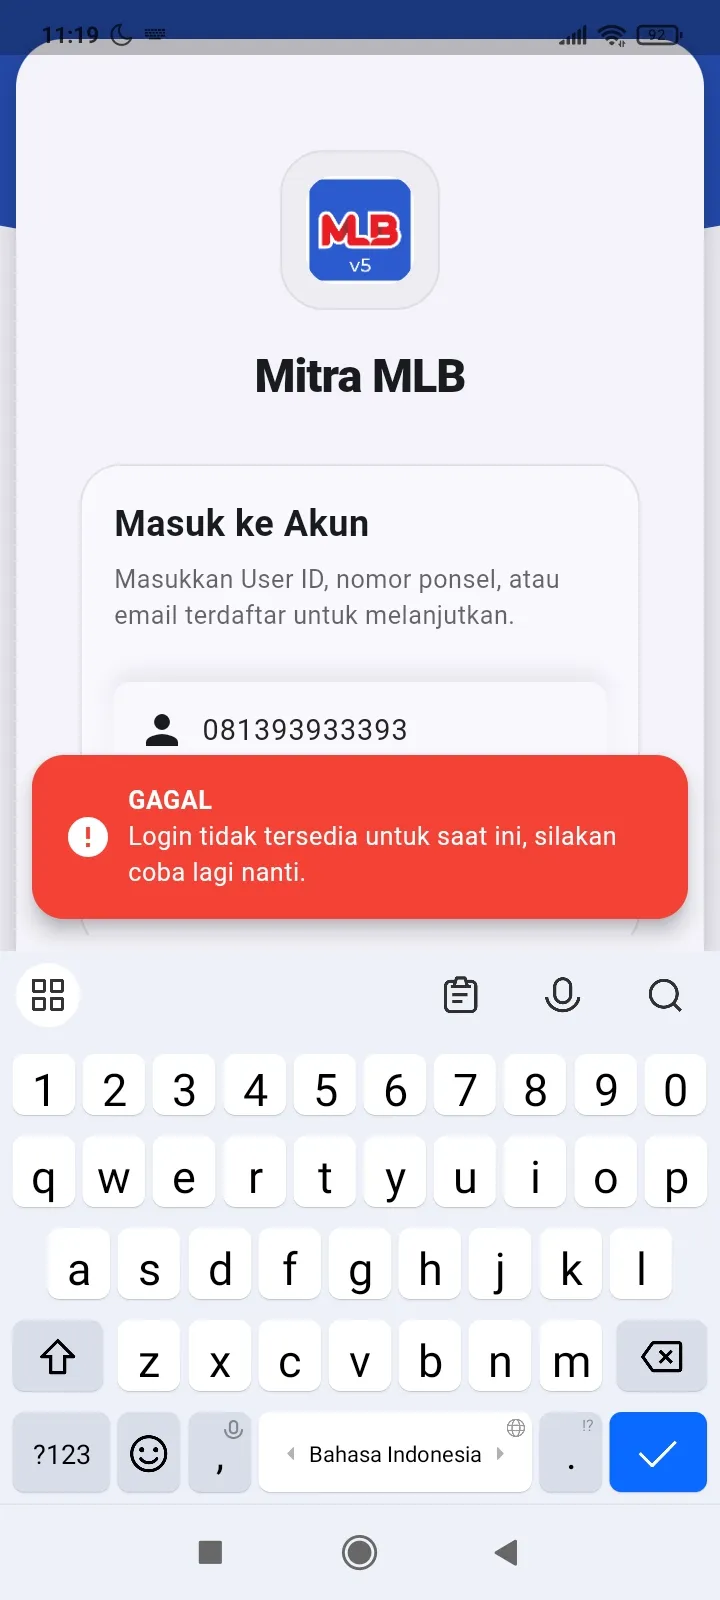 11:19
92
MLB
v5
Mitra MLB
Masuk ke Akun
Masukkan User ID, nomor ponsel, atau
email terdaftar untuk melanjutkan.
081393933393
GAGAL
Login tidak tersedia untuk saat ini, silakan
coba lagi nanti.
1 2 3 4 5 6 7 8 9 0
q w e r t y u i o p
a s d f g h j k l
z x c v b n m
?123 , Bahasa Indonesia . !?